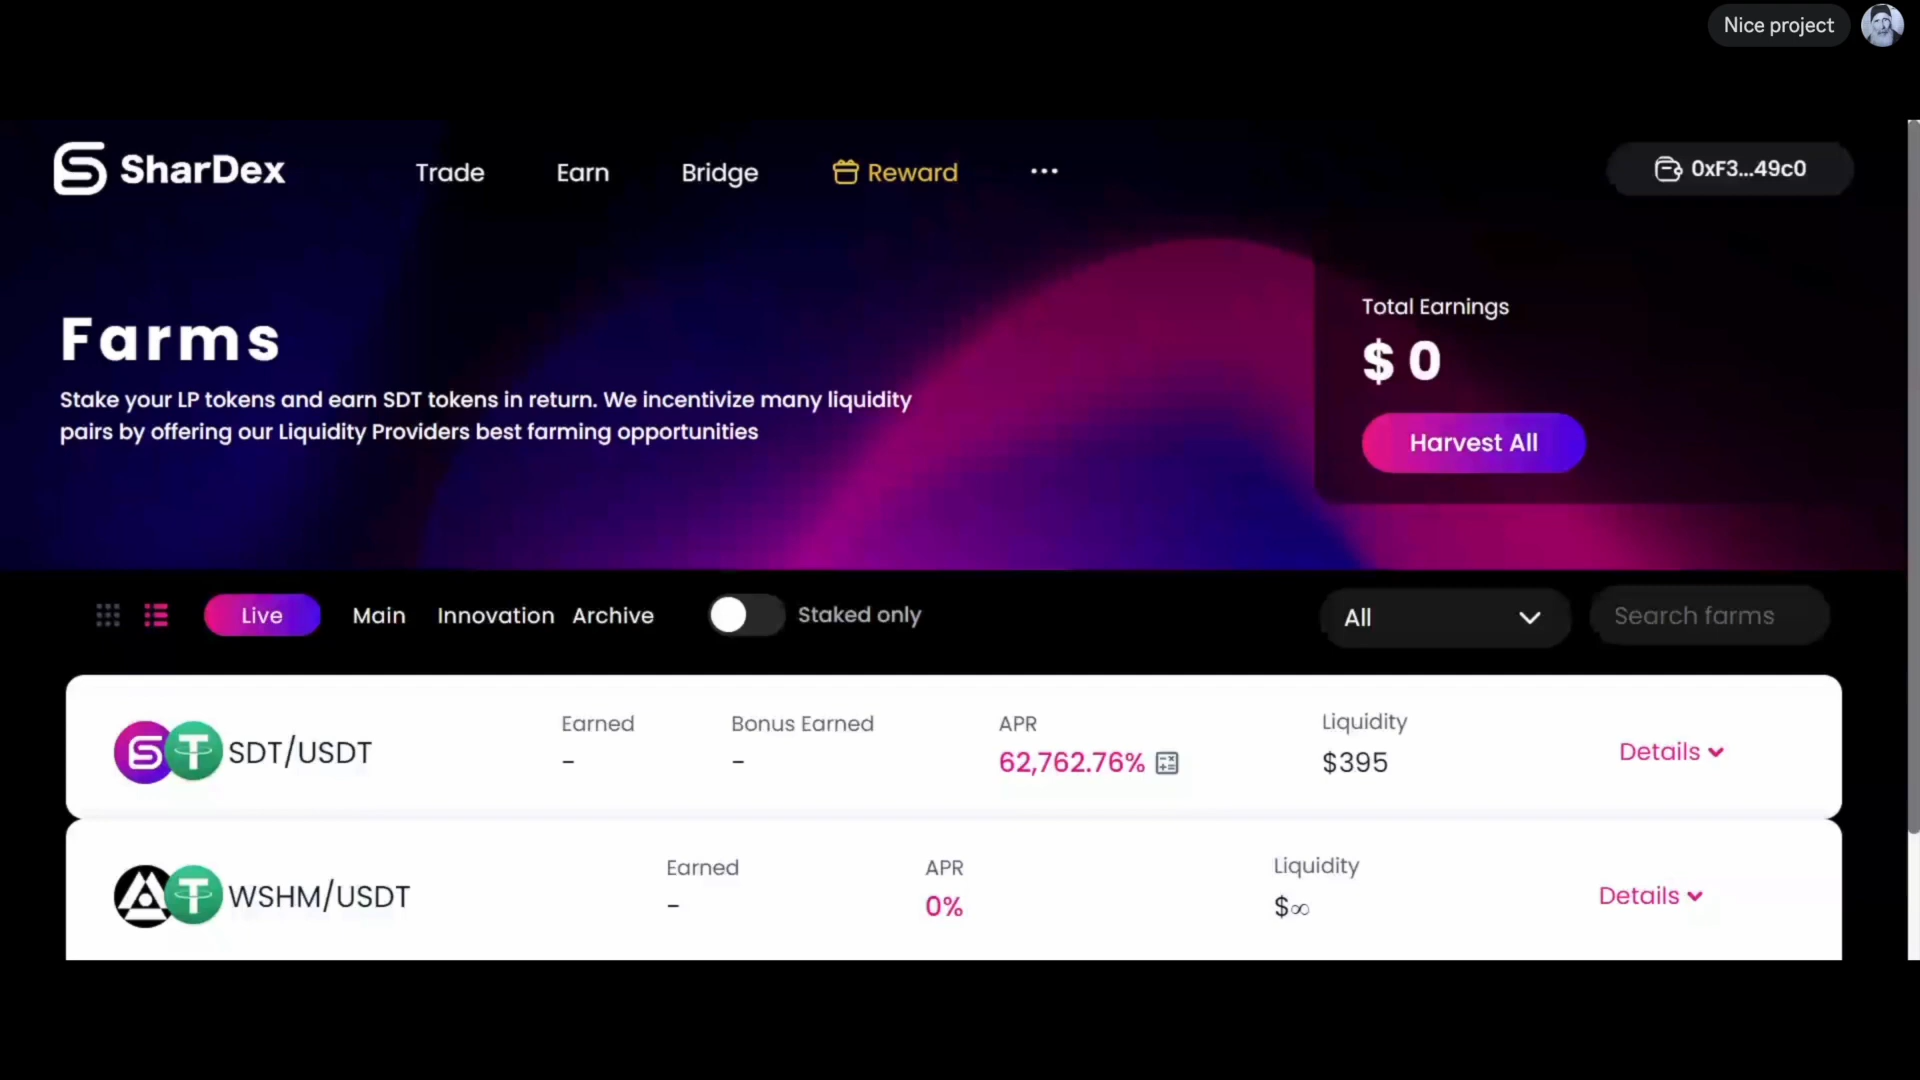 Nice project
SharDex
Trade Earn Bridge Reward ...
0xF3...49c0
Farms
Stake your LP tokens and earn SDT tokens in return. We incentivize many liquidity
pairs by offering our Liquidity Providers best farming opportunities
Total Earnings
$ 0
Harvest All
Live Main Innovation Archive Staked only All Search farms
SDT/USDT
Earned
-
Bonus Earned
-
APR
62,762.76%
Liquidity
$395
Details
WSHM/USDT
Earned
-
APR
0%
Liquidity
$∞
Details